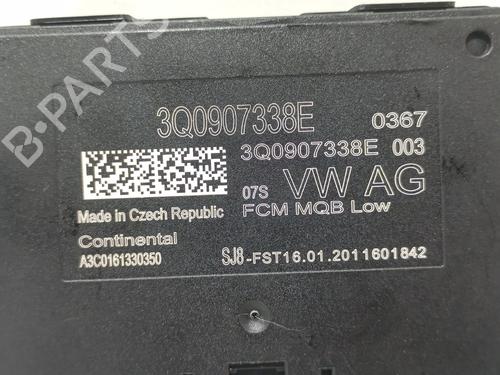 B-PARTS
3Q0907338E 0367
3Q0907338E 003
07S VW AG
Made in Czech Republic FCM MQB Low
Continental
A3C0161330350 SJ8-FST16.01.2011601842